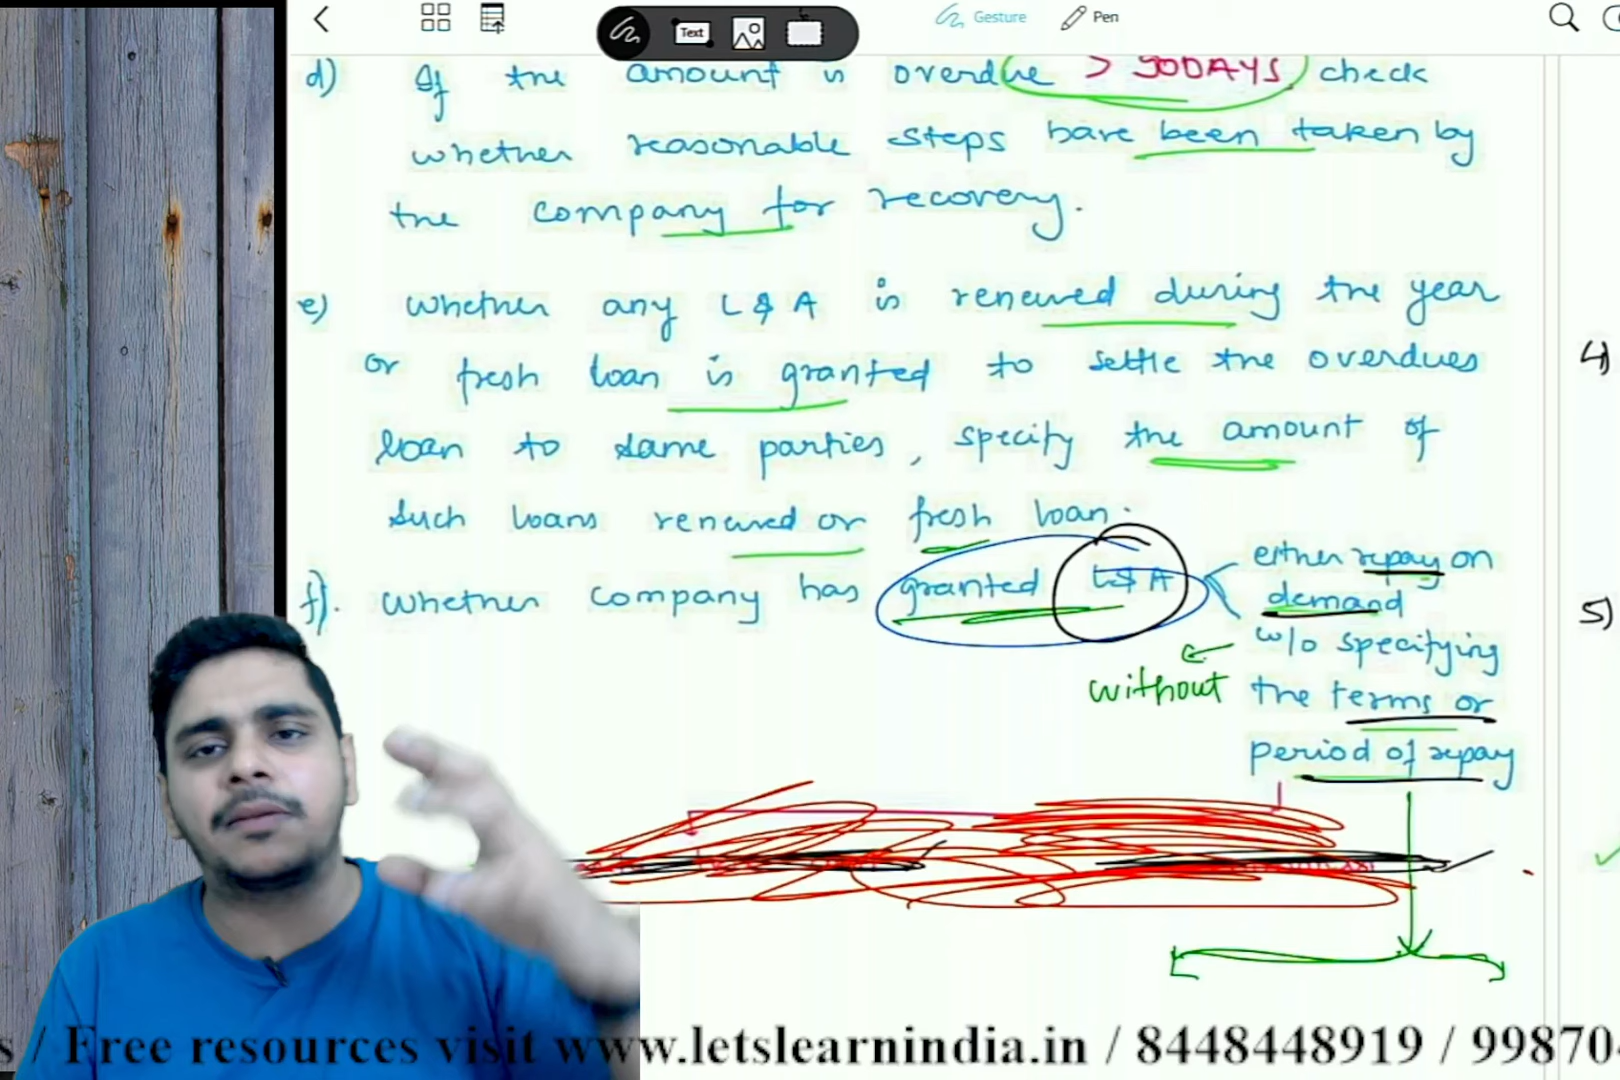 Text
Gesture
Pen
d) If the amount is overdue > 90DAYS check
whether reasonable steps have been taken by
the company for recovery.
e) whether any L&A is renewed during the year
or fresh loan is granted to settle the overdues
loan to same parties, specify the amount of
such loans renewed or fresh loan.
f). whether company has granted L&A
either repay on
demand
w/o specifying
without
the terms or
period of repay
4)
5)
s / Free resources visit www.letslearnindia.in / 8448448919 / 99870